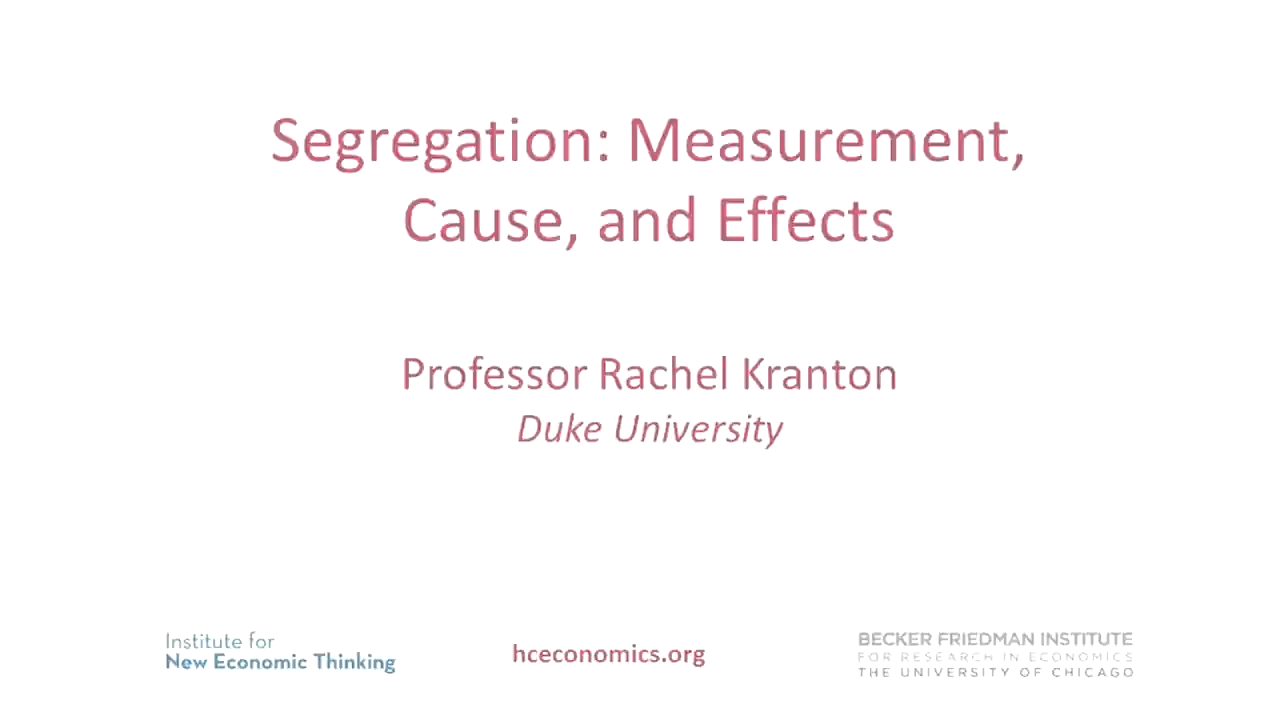 Segregation: Measurement,
Cause, and Effects
Professor Rachel Kranton
Duke University
Institute for
New Economic Thinking
hceconomics.org
BECKER FRIEDMAN INSTITUTE
FOR RESEARCH IN ECONOMICS
THE UNIVERSITY OF CHICAGO